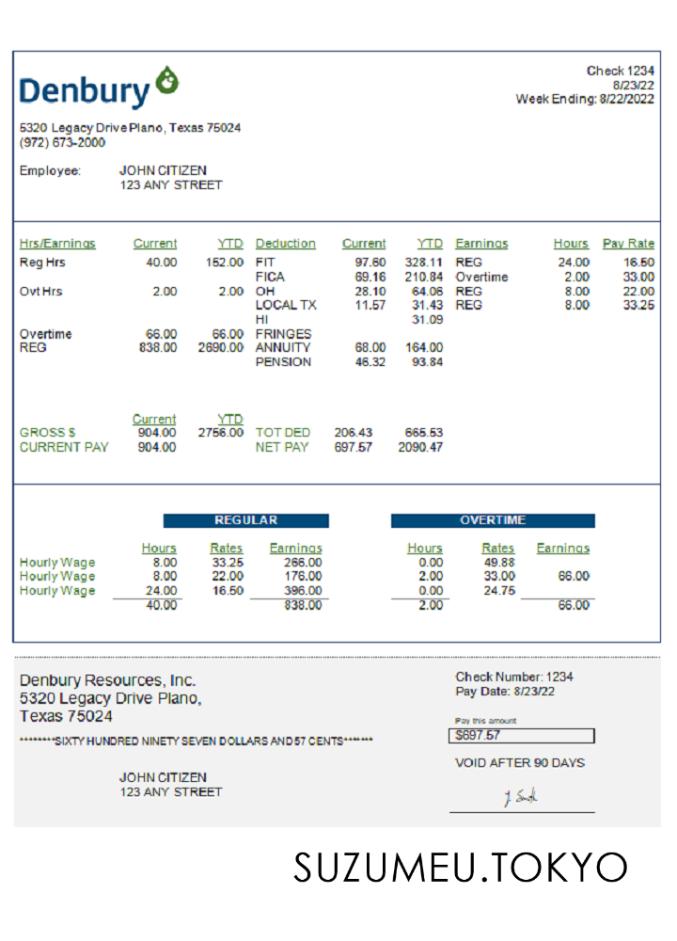 Denbury
Check 1234
8/23/22
Week Ending: 8/22/2022
5320 Legacy Drive Plano, Texas 75024
(972) 673-2000
Employee: JOHN CITIZEN
123 ANY STREET
Hrs/Earnings Current YTD Deduction Current YTD Earnings Hours Pay Rate
Reg Hrs 40.00 152.00 FIT 97.60 328.11 REG 24.00 16.50
FICA 69.16 210.84 Overtime 2.00 33.00
Ovt Hrs 2.00 2.00 OH 28.10 64.06 REG 8.00 22.00
LOCAL TX 11.57 31.43 REG 8.00 33.25
HI 31.09
Overtime 66.00 66.00 FRINGES
REG 838.00 2690.00 ANNUITY 68.00 164.00
PENSION 46.32 93.84
Current YTD
GROSS $ 904.00 2756.00 TOT DED 206.43 665.53
CURRENT PAY 904.00 NET PAY 697.57 2090.47
REGULAR OVERTIME
Hours Rates Earnings Hours Rates Earnings
Hourly Wage 8.00 33.25 266.00 0.00 49.88
Hourly Wage 8.00 22.00 176.00 2.00 33.00 66.00
Hourly Wage 24.00 16.50 396.00 0.00 24.75
40.00 838.00 2.00 66.00
Denbury Resources, Inc.
5320 Legacy Drive Plano,
Texas 75024
Check Number: 1234
Pay Date: 8/23/22
Pay this amount
$697.57
********SIXTY HUNDRED NINETY SEVEN DOLLARS AND 57 CENTS*******
VOID AFTER 90 DAYS
JOHN CITIZEN
123 ANY STREET
J. Smith
SUZUMEU.TOKYO